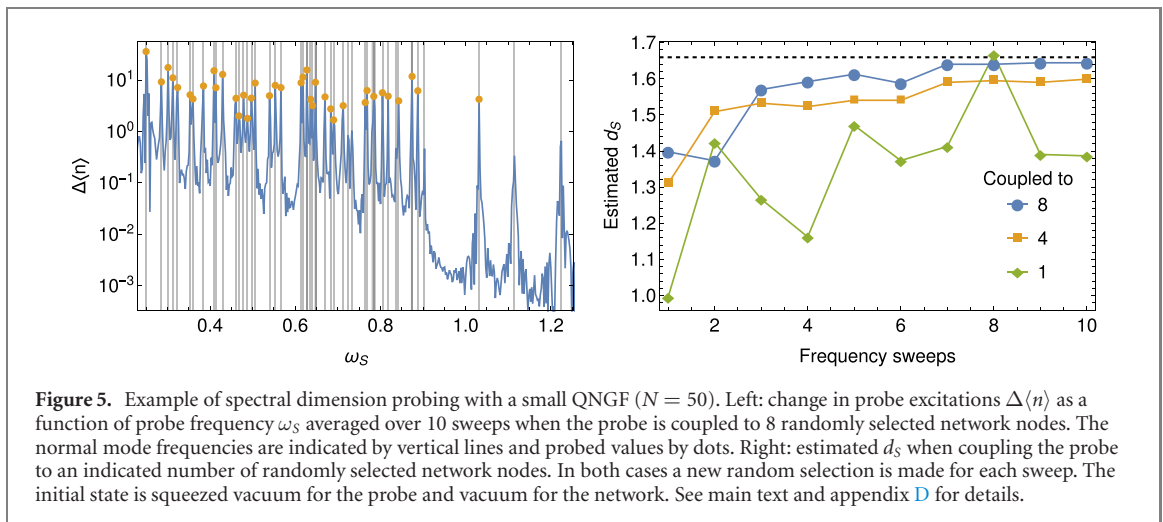 10¹
10⁰
10⁻¹
10⁻²
10⁻³
Δ⟨n⟩
0.4 0.6 0.8 1.0 1.2
ω_S
1.7
1.6
1.5
1.4
1.3
1.2
1.1
1.0
Estimated d_S
Coupled to
8
4
1
2 4 6 8 10
Frequency sweeps
Figure 5. Example of spectral dimension probing with a small QNGF (N = 50). Left: change in probe excitations Δ⟨n⟩ as a
function of probe frequency ω_S averaged over 10 sweeps when the probe is coupled to 8 randomly selected network nodes. The
normal mode frequencies are indicated by vertical lines and probed values by dots. Right: estimated d_S when coupling the probe
to an indicated number of randomly selected network nodes. In both cases a new random selection is made for each sweep. The
initial state is squeezed vacuum for the probe and vacuum for the network. See main text and appendix D for details.